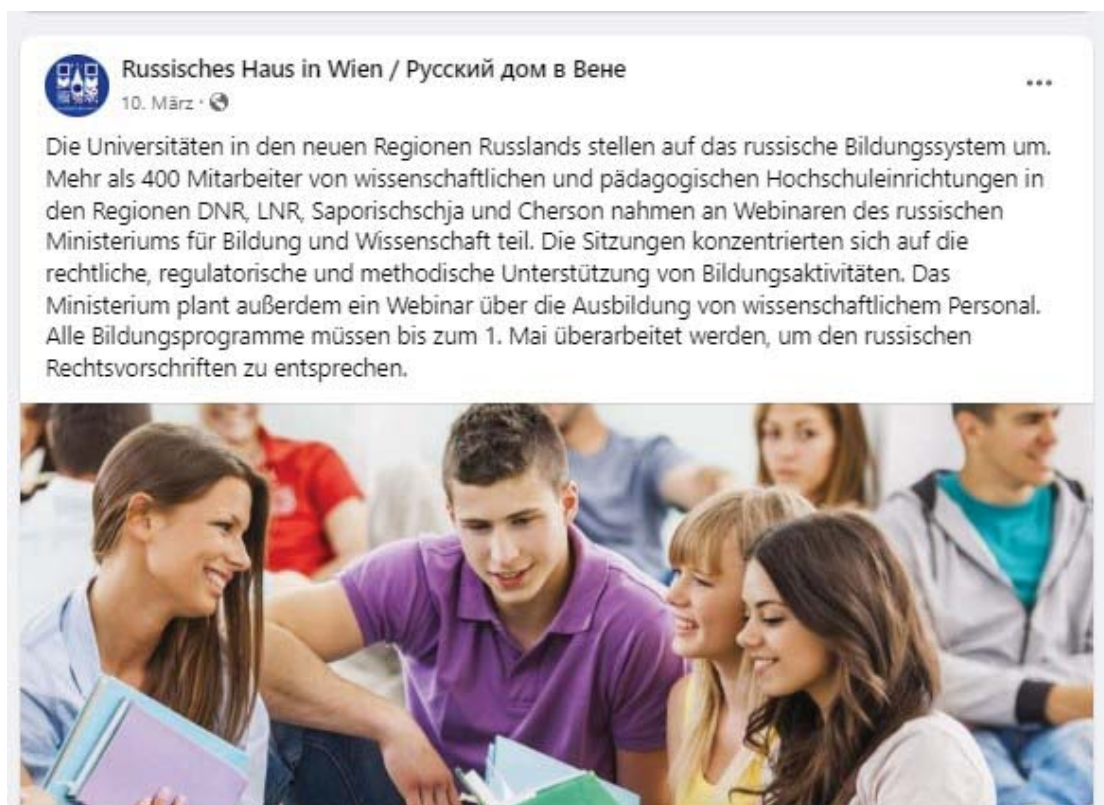 Russisches Haus in Wien / Русский дом в Вене
10. März ·
Die Universitäten in den neuen Regionen Russlands stellen auf das russische Bildungssystem um.
Mehr als 400 Mitarbeiter von wissenschaftlichen und pädagogischen Hochschuleinrichtungen in
den Regionen DNR, LNR, Saporischschja und Cherson nahmen an Webinaren des russischen
Ministeriums für Bildung und Wissenschaft teil. Die Sitzungen konzentrierten sich auf die
rechtliche, regulatorische und methodische Unterstützung von Bildungsaktivitäten. Das
Ministerium plant außerdem ein Webinar über die Ausbildung von wissenschaftlichem Personal.
Alle Bildungsprogramme müssen bis zum 1. Mai überarbeitet werden, um den russischen
Rechtsvorschriften zu entsprechen.